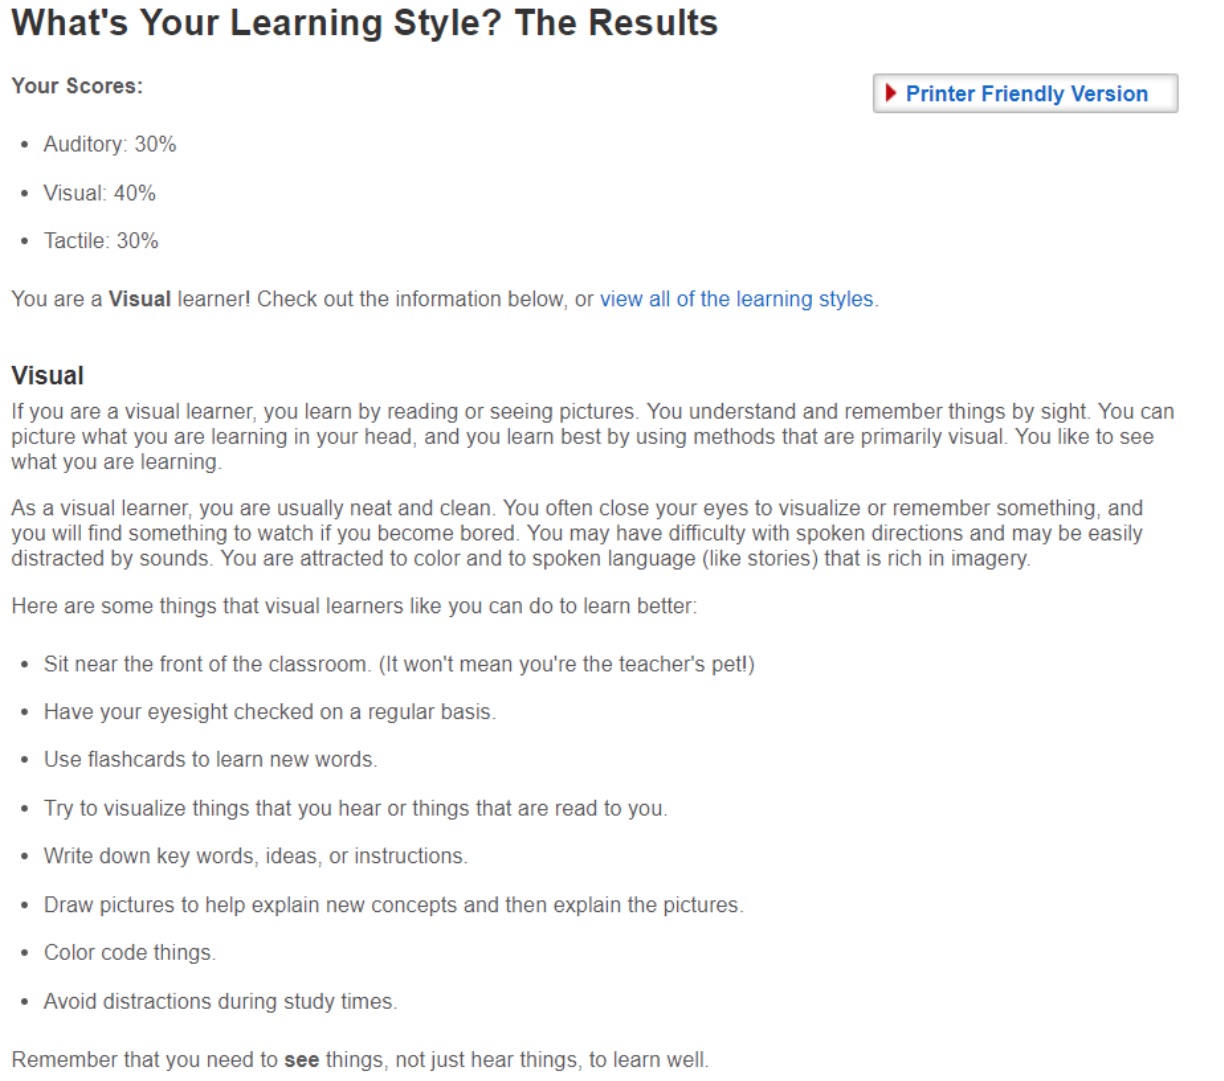 What's Your Learning Style? The Results
Your Scores:
Printer Friendly Version
• Auditory: 30%
• Visual: 40%
• Tactile: 30%
You are a Visual learner! Check out the information below, or view all of the learning styles.
Visual
If you are a visual learner, you learn by reading or seeing pictures. You understand and remember things by sight. You can
picture what you are learning in your head, and you learn best by using methods that are primarily visual. You like to see
what you are learning.
As a visual learner, you are usually neat and clean. You often close your eyes to visualize or remember something, and
you will find something to watch if you become bored. You may have difficulty with spoken directions and may be easily
distracted by sounds. You are attracted to color and to spoken language (like stories) that is rich in imagery.
Here are some things that visual learners like you can do to learn better:
• Sit near the front of the classroom. (It won't mean you're the teacher's pet!)
• Have your eyesight checked on a regular basis.
• Use flashcards to learn new words.
• Try to visualize things that you hear or things that are read to you.
• Write down key words, ideas, or instructions.
• Draw pictures to help explain new concepts and then explain the pictures.
• Color code things.
• Avoid distractions during study times.
Remember that you need to see things, not just hear things, to learn well.